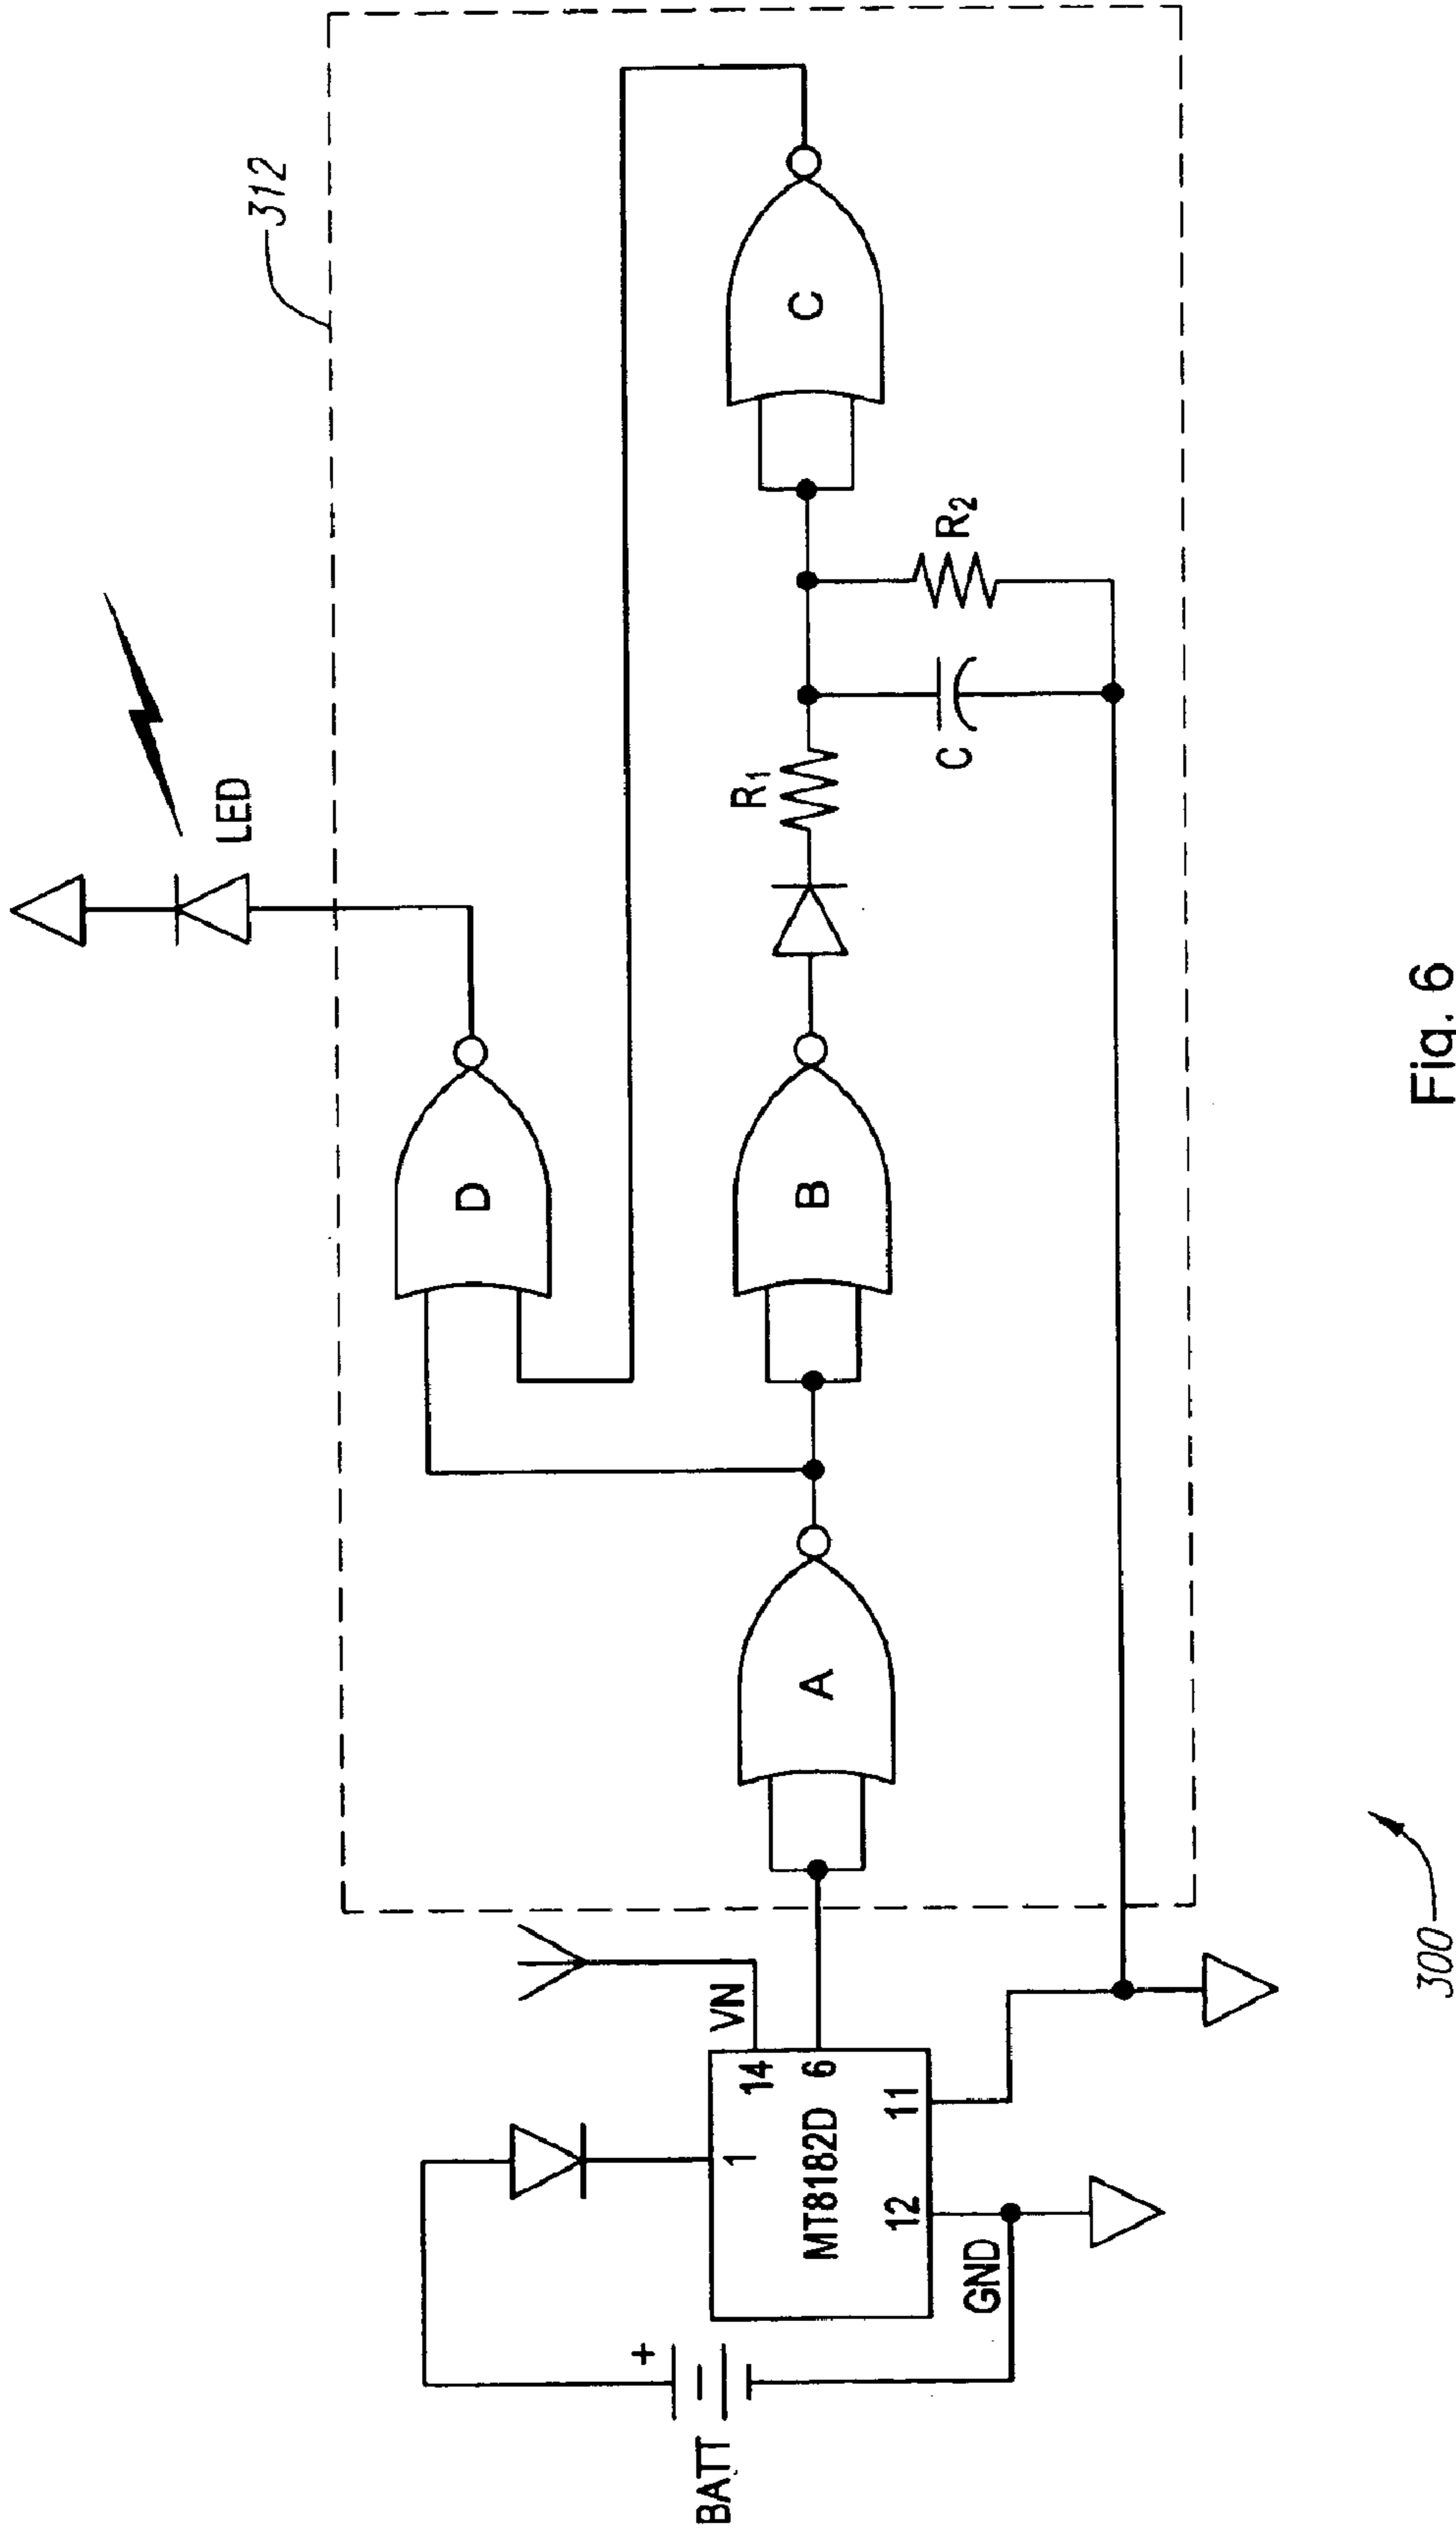 312
LED
D
C
R1
R2
C
B
A
VN
14
6
1
MT8182D
12
11
+
BATT
GND
300
Fig. 6